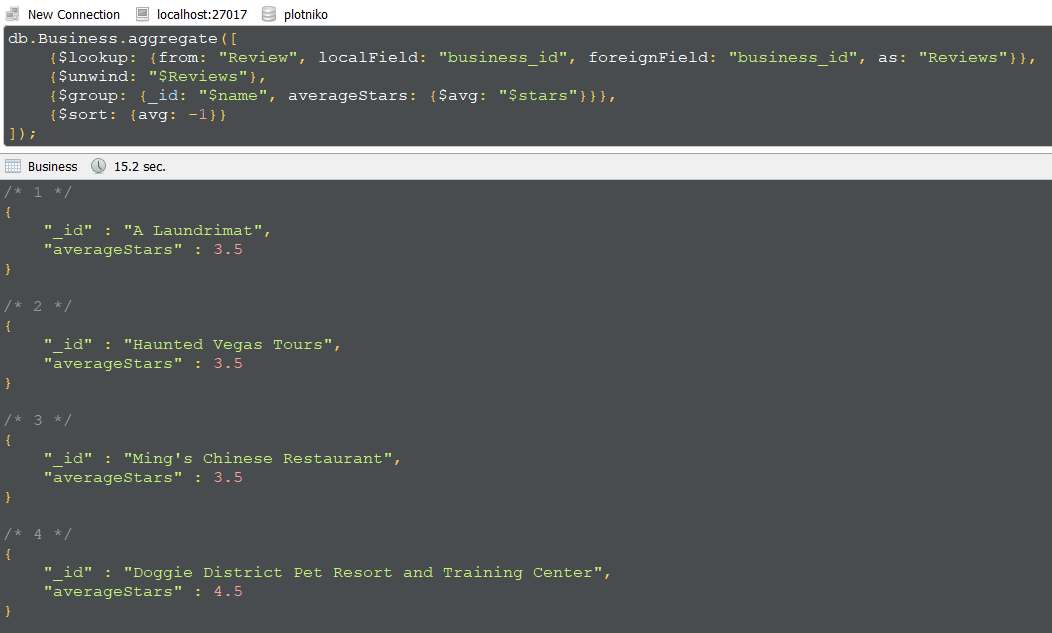 New Connection localhost:27017 plotniko
db.Business.aggregate([
    {$lookup: {from: "Review", localField: "business_id", foreignField: "business_id", as: "Reviews"}},
    {$unwind: "$Reviews"},
    {$group: {_id: "$name", averageStars: {$avg: "$stars"}}},
    {$sort: {avg: -1}}
]);
Business 15.2 sec.
/* 1 */
{
    "_id" : "A Laundrimat",
    "averageStars" : 3.5
}
/* 2 */
{
    "_id" : "Haunted Vegas Tours",
    "averageStars" : 3.5
}
/* 3 */
{
    "_id" : "Ming's Chinese Restaurant",
    "averageStars" : 3.5
}
/* 4 */
{
    "_id" : "Doggie District Pet Resort and Training Center",
    "averageStars" : 4.5
}